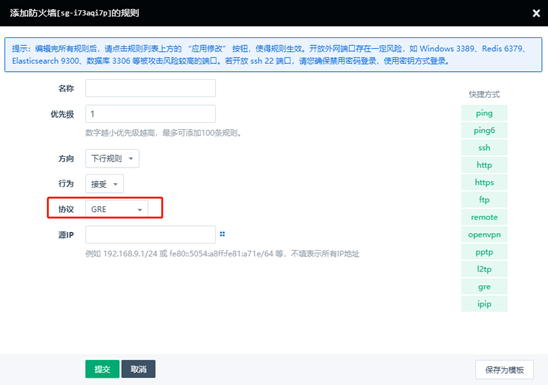 添加防火墙[sg-i73aqi7p]的规则
提示：编辑完所有规则后，请点击规则列表上方的 “应用修改” 按钮，使得规则生效。开放外网端口存在一定风险，如 Windows 3389、Redis 6379、
Elasticsearch 9300、数据库 3306 等被攻击风险较高的端口。若开放 ssh 22 端口，请您确保禁用密码登录，使用密钥方式登录。
名称
优先级 1
数字越小优先级越高，最多可添加100条规则。
方向 下行规则
行为 接受
协议 GRE
源IP
例如 192.168.9.1/24 或 fe80::5054:a8ff:fe81:a71e/64 等，不填表示所有IP地址
快捷方式
ping
ping6
ssh
http
https
ftp
remote
openvpn
pptp
l2tp
gre
ipip
提交 取消 保存为模板